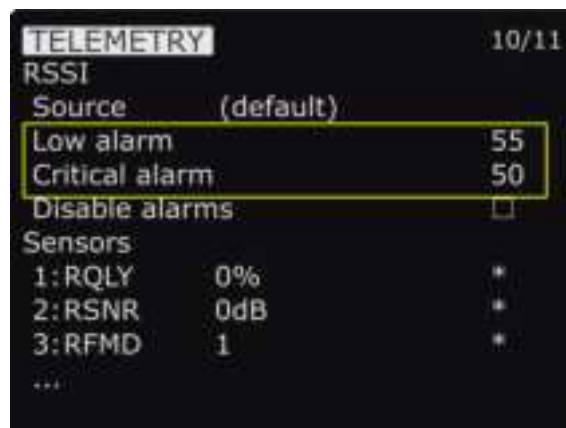 TELEMETRY 10/11
RSSI
Source (default)
Low alarm 55
Critical alarm 50
Disable alarms
Sensors
1:RQLY 0% *
2:RSNR 0dB *
3:RFMD 1 *
...